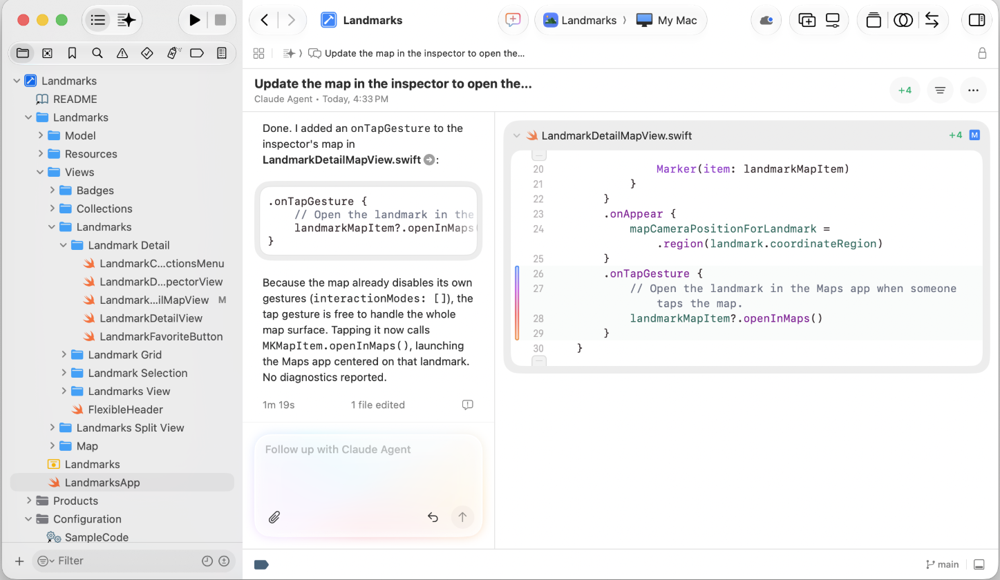 Landmarks
Landmarks 〉 My Mac
Update the map in the inspector to open the…
Landmarks
README
Landmarks
Model
Resources
Views
Badges
Collections
Landmarks
Landmark Detail
LandmarkC…ctionsMenu
LandmarkD…pectorView
Landmark…ilMapView M
LandmarkDetailView
LandmarkFavoriteButton
Landmark Grid
Landmark Selection
Landmarks View
FlexibleHeader
Landmarks Split View
Map
Landmarks
LandmarksApp
Products
Configuration
SampleCode
Filter
Update the map in the inspector to open the…
Claude Agent • Today, 4:33 PM
+4
Done. I added an onTapGesture to the
inspector's map in
LandmarkDetailMapView.swift :
.onTapGesture {
// Open the landmark in the
landmarkMapItem?.openInMaps(
}
Because the map already disables its own
gestures (interactionModes: []), the
tap gesture is free to handle the whole
map surface. Tapping it now calls
MKMapItem.openInMaps(), launching
the Maps app centered on that landmark.
No diagnostics reported.
1m 19s 1 file edited
Follow up with Claude Agent
LandmarkDetailMapView.swift +4 M
20 Marker(item: landmarkMapItem)
21 }
22 }
23 .onAppear {
24 mapCameraPositionForLandmark =
.region(landmark.coordinateRegion)
25 }
26 .onTapGesture {
27 // Open the landmark in the Maps app when someone
taps the map.
28 landmarkMapItem?.openInMaps()
29 }
30 }
main